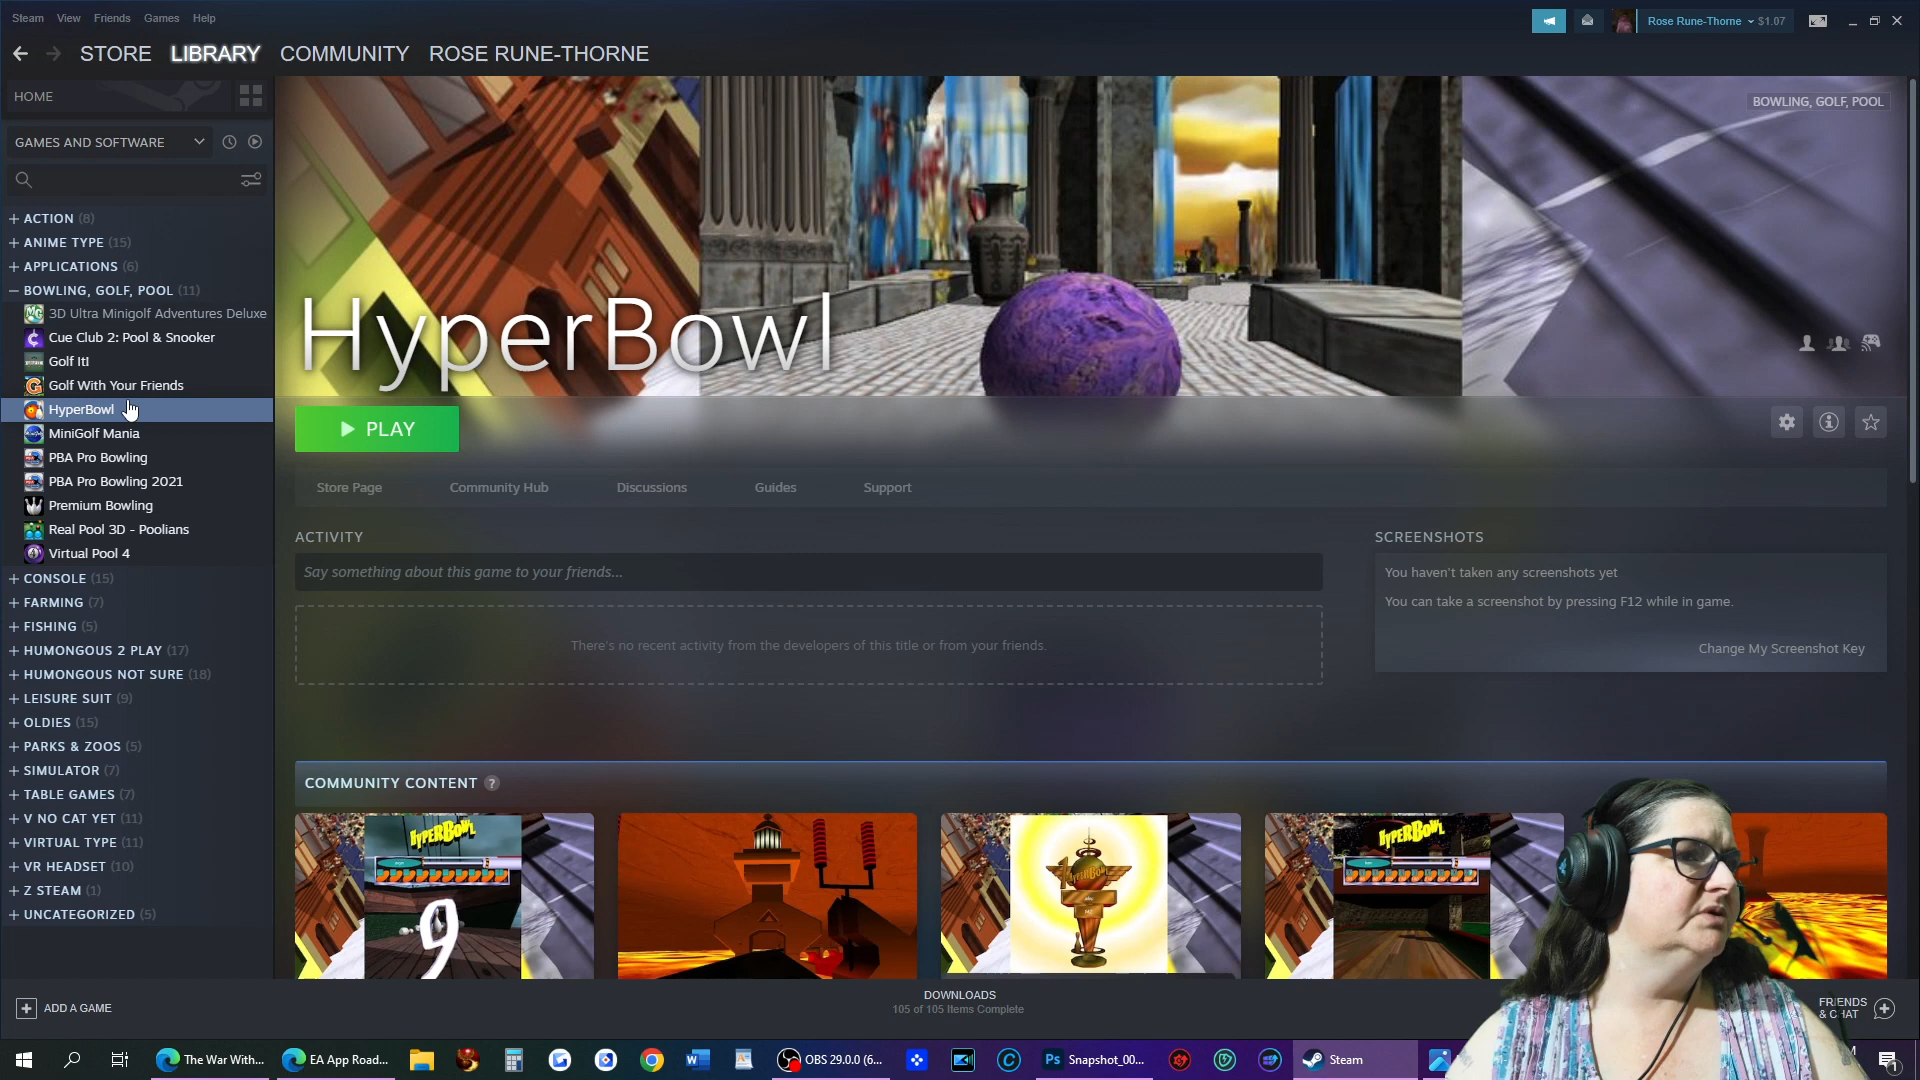 Steam View Friends Games Help
Rose Rune-Thorne $1.07
STORE LIBRARY COMMUNITY ROSE RUNE-THORNE
HOME
GAMES AND SOFTWARE
+ ACTION (8)
+ ANIME TYPE (15)
+ APPLICATIONS (6)
− BOWLING, GOLF, POOL (11)
3D Ultra Minigolf Adventures Deluxe
Cue Club 2: Pool & Snooker
Golf It!
Golf With Your Friends
HyperBowl
MiniGolf Mania
PBA Pro Bowling
PBA Pro Bowling 2021
Premium Bowling
Real Pool 3D - Poolians
Virtual Pool 4
+ CONSOLE (15)
+ FARMING (7)
+ FISHING (5)
+ HUMONGOUS 2 PLAY (17)
+ HUMONGOUS NOT SURE (18)
+ LEISURE SUIT (9)
+ OLDIES (15)
+ PARKS & ZOOS (5)
+ SIMULATOR (7)
+ TABLE GAMES (7)
+ V NO CAT YET (11)
+ VIRTUAL TYPE (11)
+ VR HEADSET (10)
+ Z STEAM (1)
+ UNCATEGORIZED (5)
BOWLING, GOLF, POOL
HyperBowl
PLAY
Store Page Community Hub Discussions Guides Support
ACTIVITY
Say something about this game to your friends...
There's no recent activity from the developers of this title or from your friends.
SCREENSHOTS
You haven't taken any screenshots yet
You can take a screenshot by pressing F12 while in game.
Change My Screenshot Key
COMMUNITY CONTENT ?
HYPERBOWL
9
HYPERBOWL
HYPERBOWL
ADD A GAME
DOWNLOADS
105 of 105 Items Complete
FRIENDS
& CHAT
The War With... EA App Road... OBS 29.0.0 (6... Snapshot_00... Steam